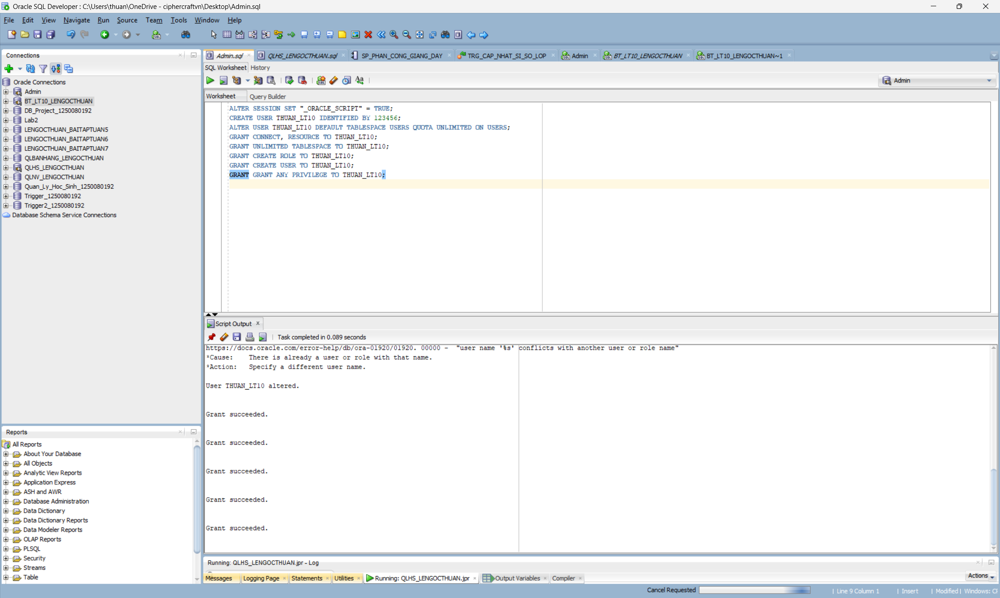 Oracle SQL Developer : C:\Users\thuan\OneDrive - ciphercraftvn\Desktop\Admin.sql
File Edit View Navigate Run Source Team Tools Window Help
Connections
Oracle Connections
Admin
BT_LT10_LENGOCTHUAN
DB_Project_1250080192
Lab2
LENGOCTHUAN_BAITAPTUAN5
LENGOCTHUAN_BAITAPTUAN6
LENGOCTHUAN_BAITAPTUAN7
QLBANHANG_LENGOCTHUAN
QLHS_LENGOCTHUAN
QLNV_LENGOCTHUAN
Quan_Ly_Hoc_Sinh_1250080192
Trigger_1250080192
Trigger2_1250080192
Database Schema Service Connections
Reports
All Reports
About Your Database
All Objects
Analytic View Reports
Application Express
ASH and AWR
Database Administration
Data Dictionary
Data Dictionary Reports
Data Modeler Reports
OLAP Reports
PLSQL
Security
Streams
Table
Admin.sql QLHS_LENGOCTHUAN.sql SP_PHAN_CONG_GIANG_DAY TRG_CAP_NHAT_SI_SO_LOP Admin BT_LT10_LENGOCTHUAN BT_LT10_LENGOCTHUAN~1
SQL Worksheet History
Admin
Worksheet Query Builder
ALTER SESSION SET "_ORACLE_SCRIPT" = TRUE;
CREATE USER THUAN_LT10 IDENTIFIED BY 123456;
ALTER USER THUAN_LT10 DEFAULT TABLESPACE USERS QUOTA UNLIMITED ON USERS;
GRANT CONNECT, RESOURCE TO THUAN_LT10;
GRANT UNLIMITED TABLESPACE TO THUAN_LT10;
GRANT CREATE ROLE TO THUAN_LT10;
GRANT CREATE USER TO THUAN_LT10;
GRANT GRANT ANY PRIVILEGE TO THUAN_LT10;
Script Output
Task completed in 0.089 seconds
https://docs.oracle.com/error-help/db/ora-01920/01920. 00000 - "user name '%s' conflicts with another user or role name"
*Cause: There is already a user or role with that name.
*Action: Specify a different user name.
User THUAN_LT10 altered.
Grant succeeded.
Grant succeeded.
Grant succeeded.
Grant succeeded.
Grant succeeded.
Running: QLHS_LENGOCTHUAN.jpr - Log
Messages Logging Page Statements Utilities Running: QLHS_LENGOCTHUAN.jpr Output Variables Compiler
Actions
Cancel Requested | Line 9 Column 1 | Insert | Modified | Windows: